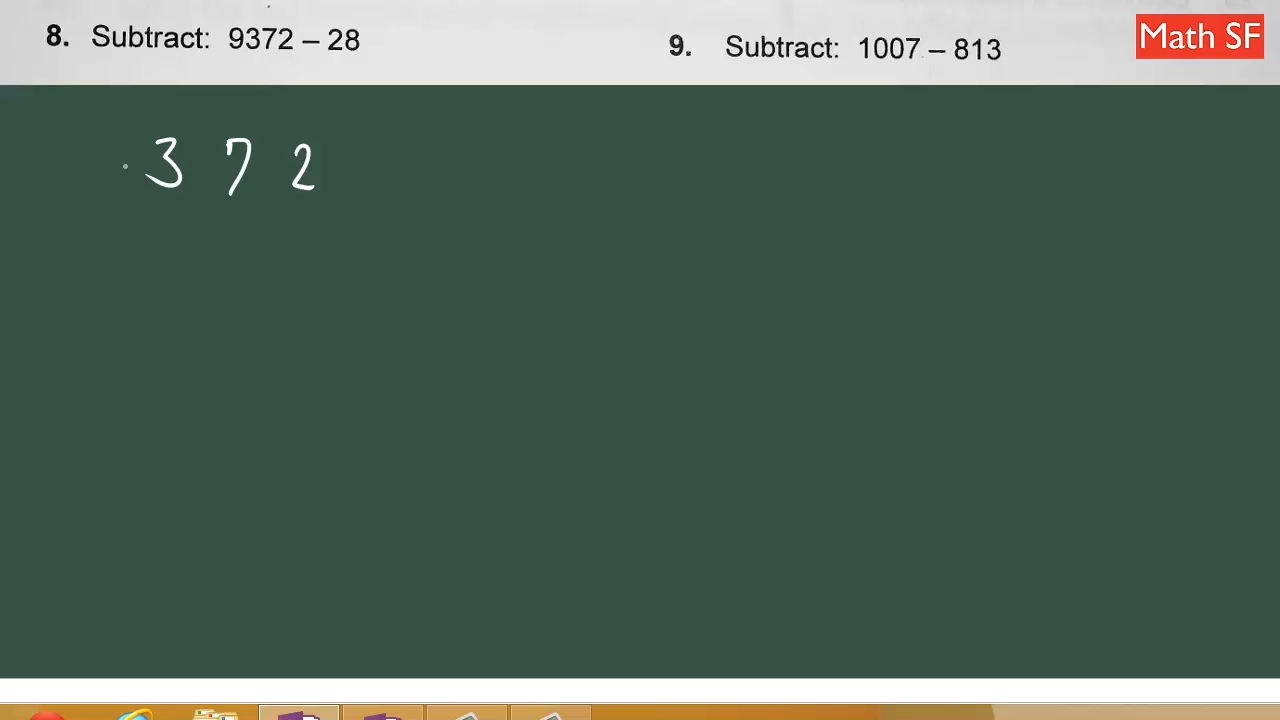 8. Subtract: 9372 – 28
9. Subtract: 1007 – 813
Math SF
3 7 2